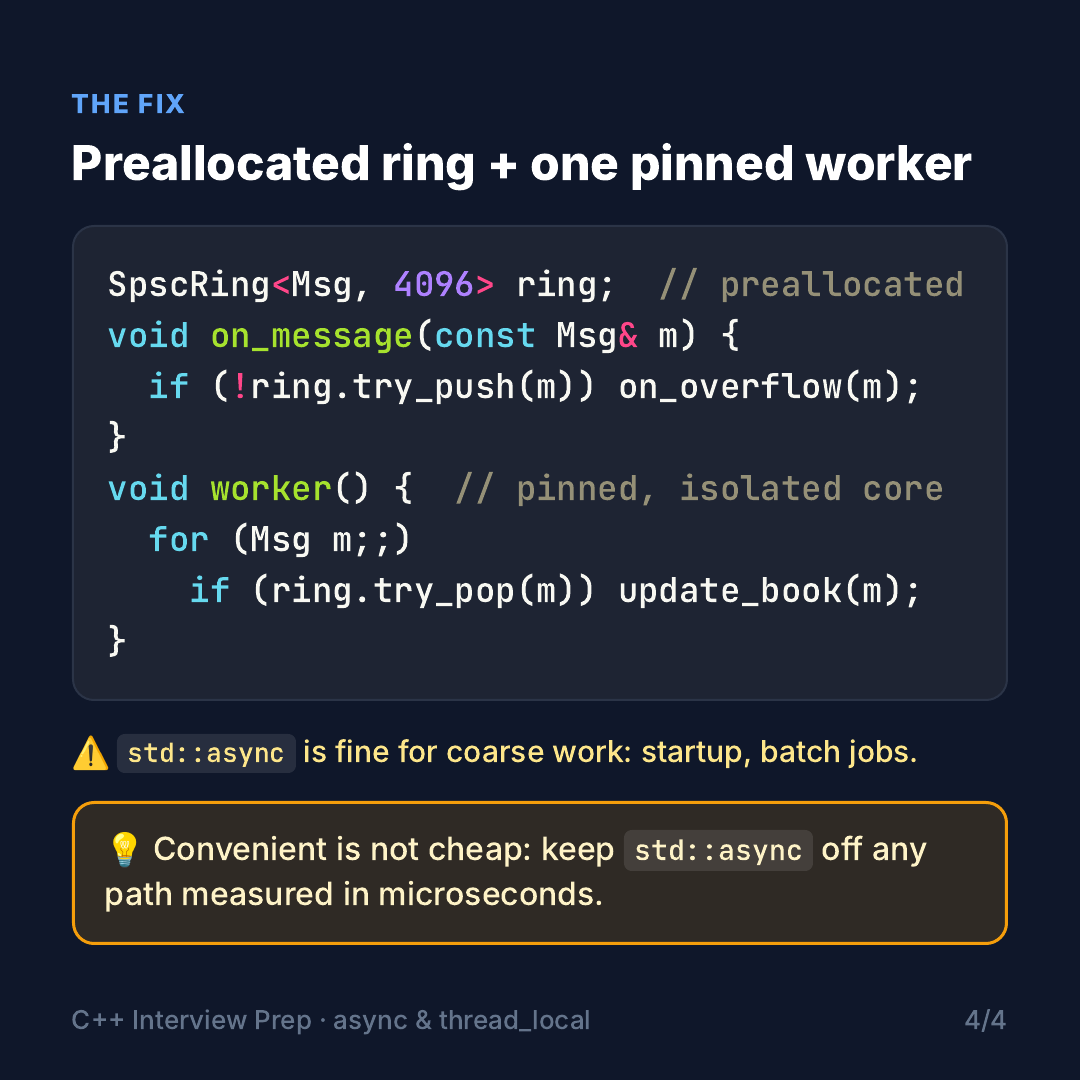 THE FIX
Preallocated ring + one pinned worker
SpscRing<Msg, 4096> ring;  // preallocated
void on_message(const Msg& m) {
  if (!ring.try_push(m)) on_overflow(m);
}
void worker() {  // pinned, isolated core
  for (Msg m;;)
    if (ring.try_pop(m)) update_book(m);
}
⚠️ std::async is fine for coarse work: startup, batch jobs.
💡 Convenient is not cheap: keep std::async off any
path measured in microseconds.
C++ Interview Prep · async & thread_local
4/4